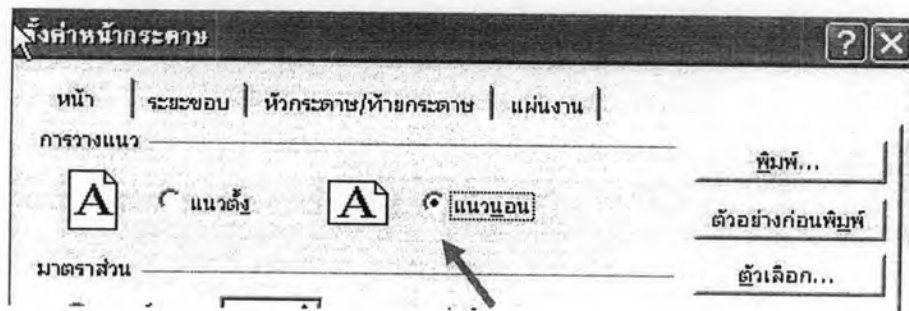 ตั้งค่าหน้ากระดาษ
หน้า ระยะขอบ หัวกระดาษ/ท้ายกระดาษ แผ่นงาน
การวางแนว
พิมพ์...
A แนวตั้ง A แนวนอน
ตัวอย่างก่อนพิมพ์
มาตราส่วน
ตัวเลือก...